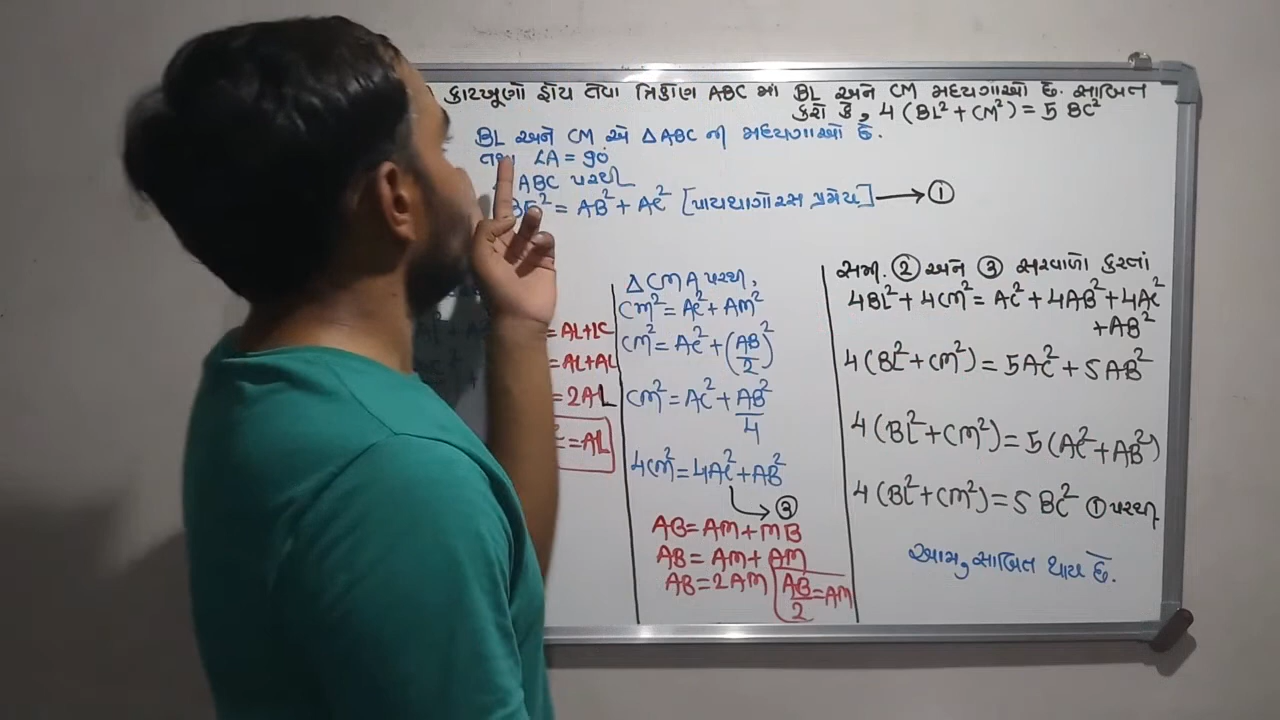 કાટખૂણો હોય તેવા ત્રિકોણ ABC માં BL અને CM મધ્યગાઓ છે. સાબિત
કરો કે, 4 (BL² + CM²) = 5 BC²
BL અને CM એ △ABC ની મધ્યગાઓ છે.
તથા ∠A = 90°
ABC પરથી
= AB² + AC² [પાયથાગોરસ પ્રમેય] → ①
= AL + LC
= AL + AL
= 2AL
= AL
△CMA પરથી,
CM² = AC² + AM²
CM² = AC² + (AB/2)²
CM² = AC² + AB²/4
4CM² = 4AC² + AB²
→ ③
AB = AM + MB
AB = AM + AM
AB = 2AM
AB/2 = AM
સમી. ② અને ③ સરવાળો કરતાં
4BL² + 4CM² = AC² + 4AB² + 4AC²
+ AB²
4 (BL² + CM²) = 5AC² + 5AB²
4 (BL² + CM²) = 5 (AC² + AB²)
4 (BL² + CM²) = 5 BC² ① પરથી
આમ, સાબિત થાય છે.